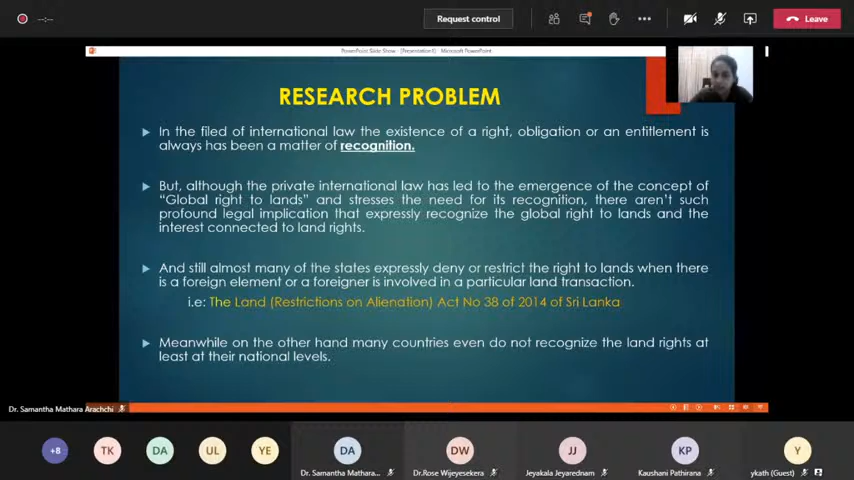 --:--
Request control
Leave
PowerPoint Slide Show - [Presentation1] - Microsoft PowerPoint
RESEARCH PROBLEM
In the filed of international law the existence of a right, obligation or an entitlement is
always has been a matter of recognition.
But, although the private international law has led to the emergence of the concept of
“Global right to lands” and stresses the need for its recognition, there aren’t such
profound legal implication that expressly recognize the global right to lands and the
interest connected to land rights.
And still almost many of the states expressly deny or restrict the right to lands when there
is a foreign element or a foreigner is involved in a particular land transaction.
i.e: The Land (Restrictions on Alienation) Act No 38 of 2014 of Sri Lanka
Meanwhile on the other hand many countries even do not recognize the land rights at
least at their national levels.
Dr. Samantha Mathara Arachchi
+8
TK
DA
UL
YE
DA
DW
JJ
KP
Y
Dr. Samantha Mathara...
Dr.Rose Wijeyesekera
Jeyakala Jeyarednam
Kaushani Pathirana
ykath (Guest)